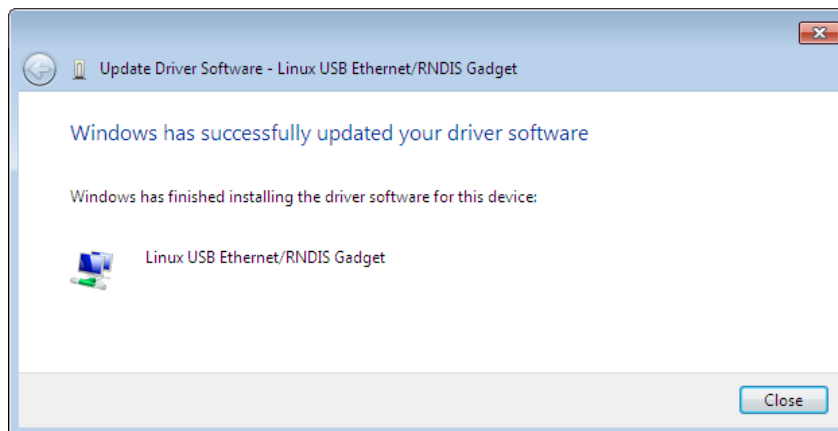 Update Driver Software - Linux USB Ethernet/RNDIS Gadget
Windows has successfully updated your driver software
Windows has finished installing the driver software for this device:
Linux USB Ethernet/RNDIS Gadget
Close